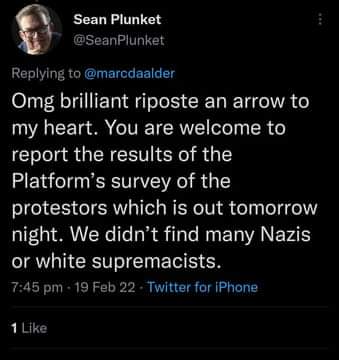 Sean Plunket
@SeanPlunket
Replying to @marcdaalder
Omg brilliant riposte an arrow to
my heart. You are welcome to
report the results of the
Platform’s survey of the
protestors which is out tomorrow
night. We didn’t find many Nazis
or white supremacists.
7:45 pm · 19 Feb 22 · Twitter for iPhone
1 Like